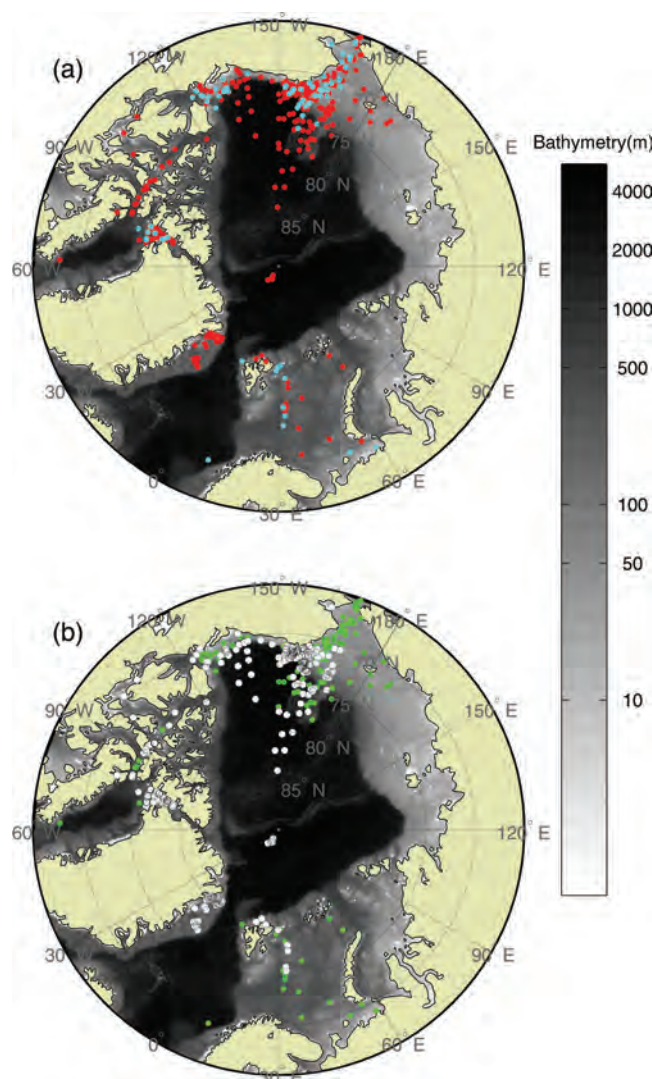 (a)
150° W
180° E
120° W
150° E
90° W
75° N
80° N
85° N
60° W
120° E
30° W
90° E
0°
60° E
30° E
Bathymetry(m)
4000
2000
1000
500
100
50
10
(b)
150° W
180° E
120° W
150° E
90° W
75° N
80° N
85° N
60° W
120° E
30° W
90° E
0°
60° E
30° E